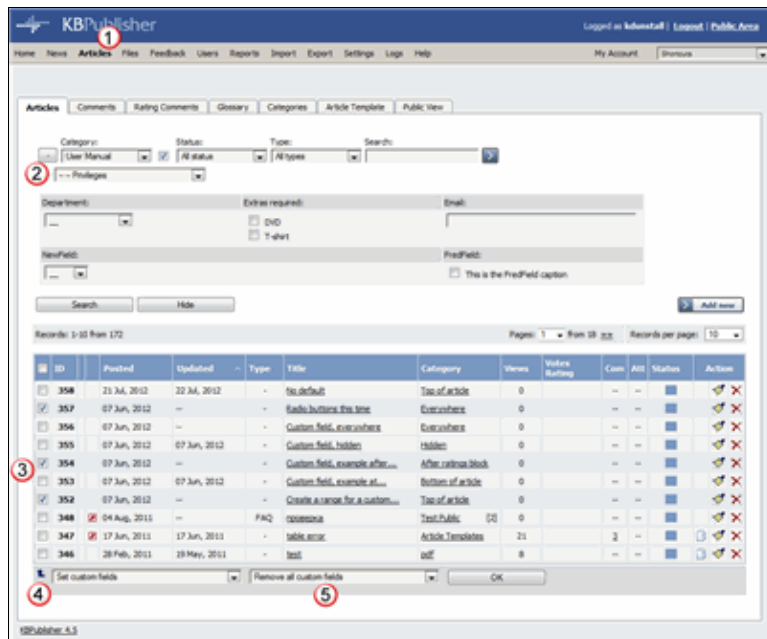 KBPublisher
Logged as kdunstall | Logout | Public Area
1
Home News Articles Files Feedback Users Reports Import Export Settings Logs Help My Account
Articles Comments Rating Comments Glossary Categories Article Template Public View
Category: Status: Type: Search:
User Manual All status All types
2
-- Privileges
Department: Extras required: Email:
__ DVD
T-shirt
NewField: FredField:
__ This is the FredField caption
Search Hide Add new
Records: 1-10 from 172 Pages: 1 from 18 >> Records per page: 10
ID Posted Updated Type Title Category Views Votes Rating Com Att Status Action
358 21 Jul, 2012 22 Jul, 2012 - No default Top of article 0 -- --
357 07 Jun, 2012 -- - Radio buttons this time Everywhere 0 -- --
356 07 Jun, 2012 -- - Custom field, everywhere Everywhere 0 -- --
355 07 Jun, 2012 07 Jun, 2012 - Custom field, hidden Hidden 0 -- --
3
354 07 Jun, 2012 -- - Custom field, example after.... After ratings block 0 -- --
353 07 Jun, 2012 07 Jun, 2012 - Custom field, example at.... Bottom of article 0 -- --
352 07 Jun, 2012 -- - Create a range for a custom.... Top of article 0 -- --
348 04 Aug, 2011 -- FAQ проверка Test Public [2] 0 -- --
347 17 Jun, 2011 17 Jun, 2011 - table error Article Templates 21 3 --
346 28 Feb, 2011 19 May, 2011 - test pdf 8 -- --
Set custom fields Remove all custom fields OK
4 5
KBPublisher 4.5